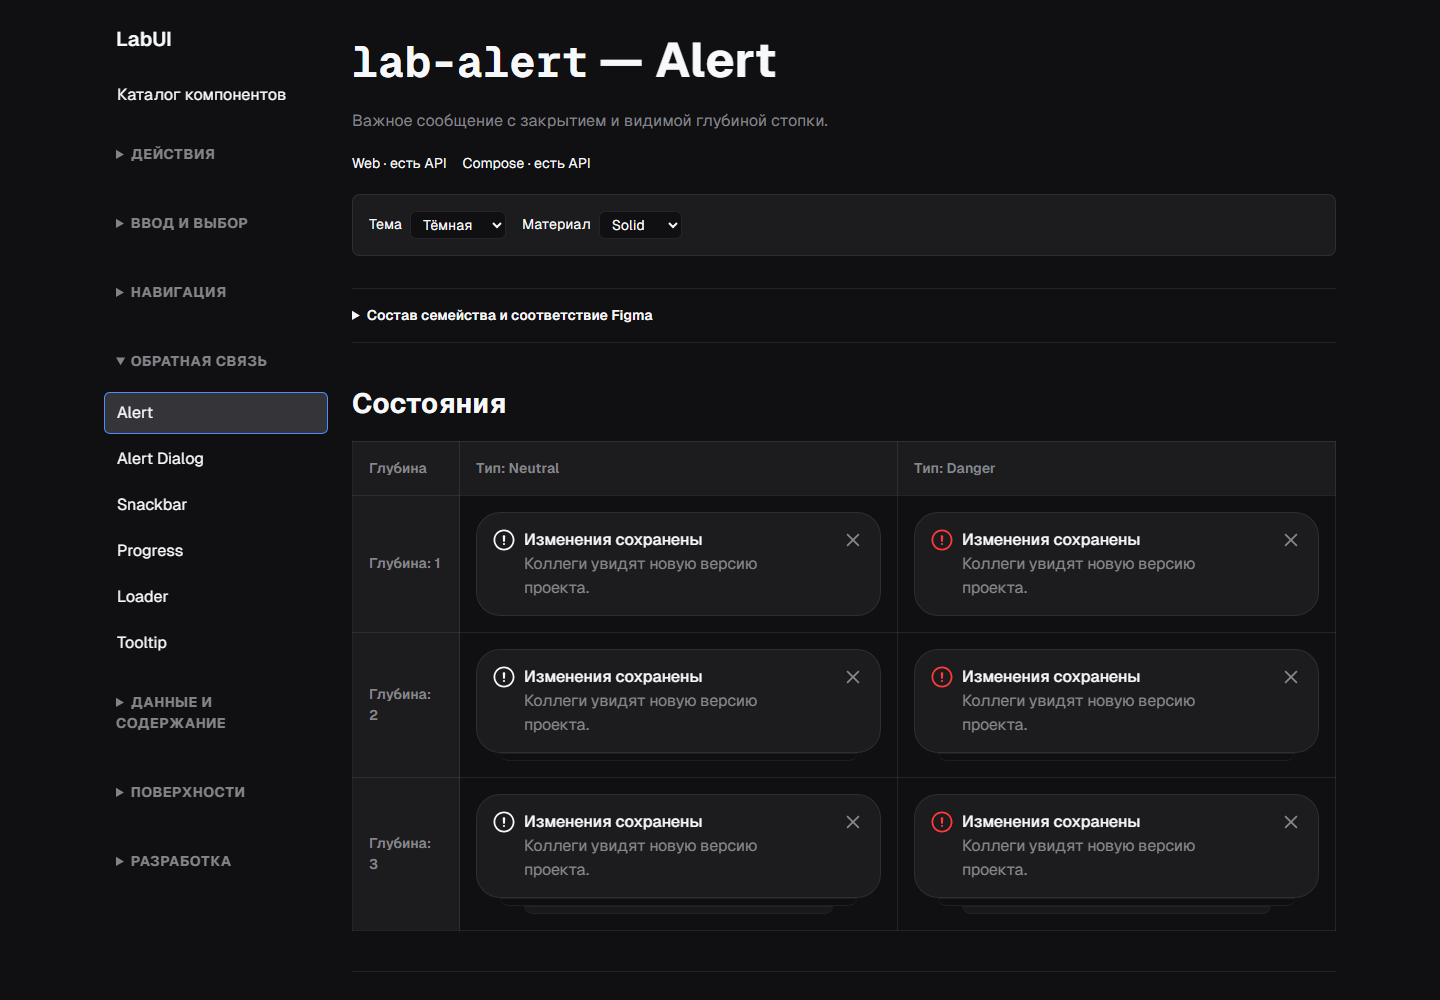 LabUI
Каталог компонентов
ДЕЙСТВИЯ
ВВОД И ВЫБОР
НАВИГАЦИЯ
ОБРАТНАЯ СВЯЗЬ
Alert
Alert Dialog
Snackbar
Progress
Loader
Tooltip
ДАННЫЕ И
СОДЕРЖАНИЕ
ПОВЕРХНОСТИ
РАЗРАБОТКА
lab-alert — Alert
Важное сообщение с закрытием и видимой глубиной стопки.
Web · есть API Compose · есть API
Тема Тёмная Материал Solid
Состав семейства и соответствие Figma
Состояния
Глубина Тип: Neutral Тип: Danger
Глубина: 1
Изменения сохранены
Коллеги увидят новую версию
проекта.
Изменения сохранены
Коллеги увидят новую версию
проекта.
Глубина:
2
Изменения сохранены
Коллеги увидят новую версию
проекта.
Изменения сохранены
Коллеги увидят новую версию
проекта.
Глубина:
3
Изменения сохранены
Коллеги увидят новую версию
проекта.
Изменения сохранены
Коллеги увидят новую версию
проекта.